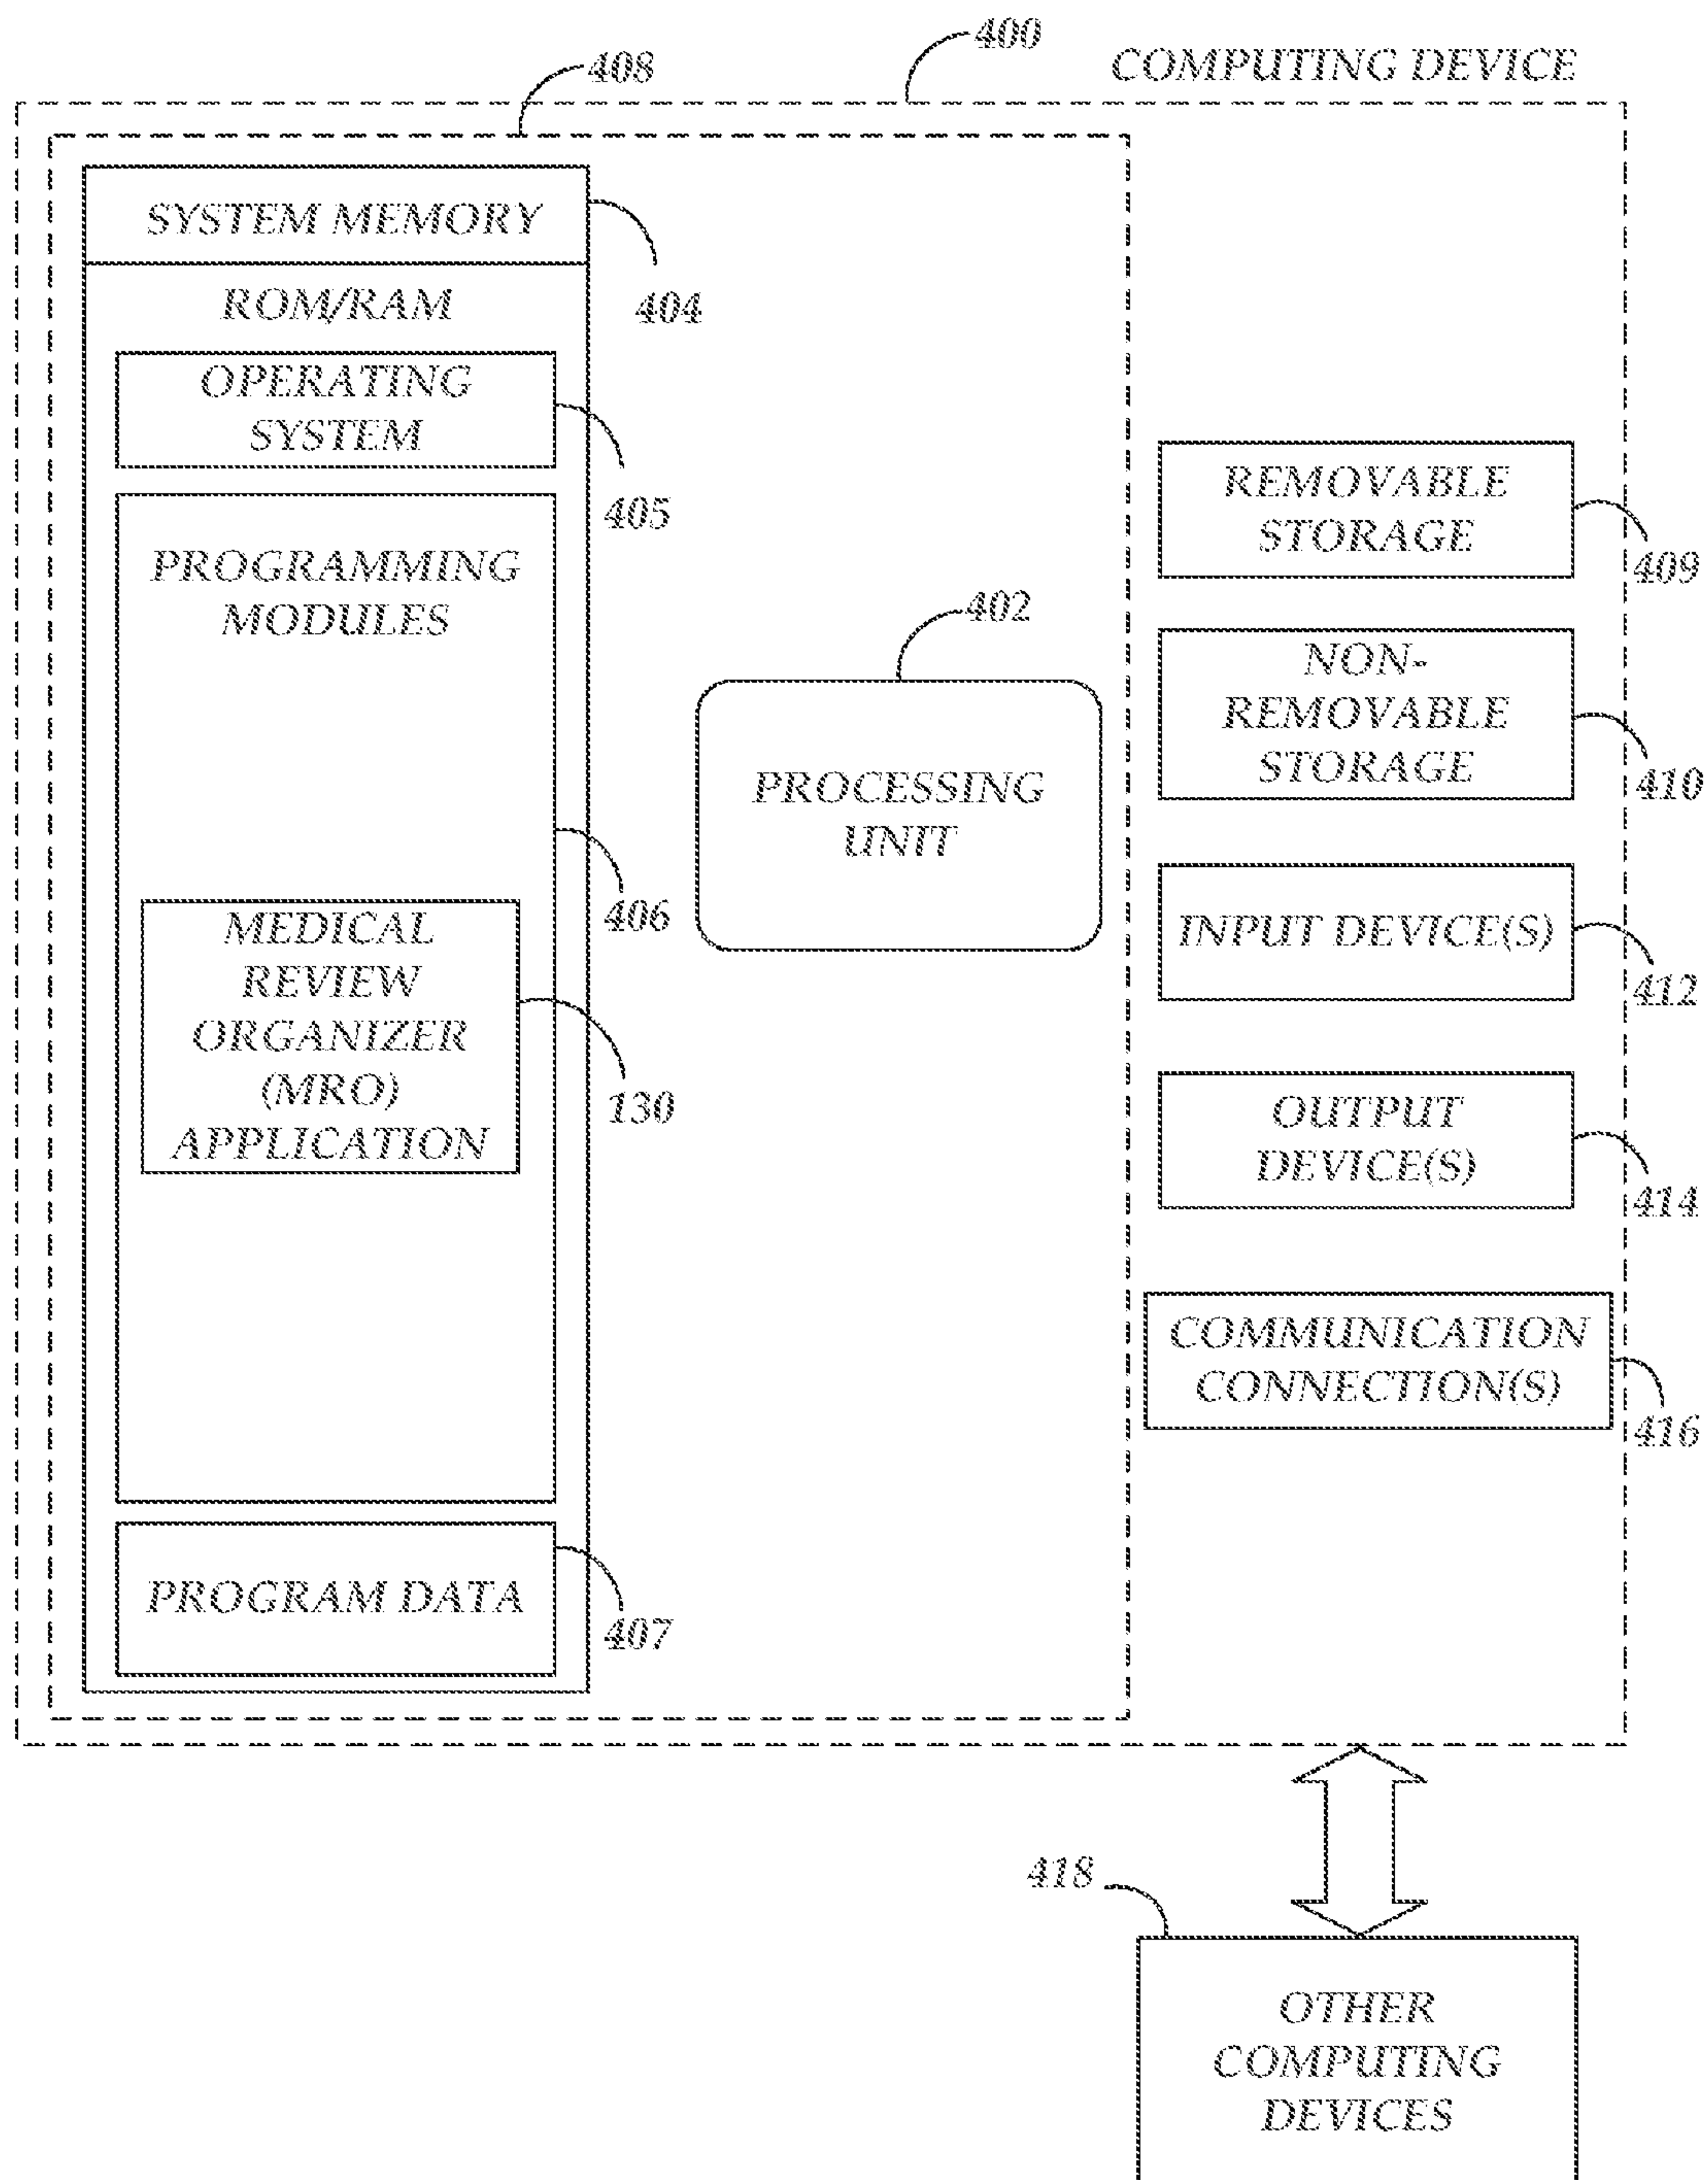 400
COMPUTING DEVICE
408
SYSTEM MEMORY
404
ROM/RAM
OPERATING
SYSTEM
405
PROGRAMMING
MODULES
406
MEDICAL
REVIEW
ORGANIZER
(MRO)
APPLICATION
130
PROGRAM DATA
407
402
PROCESSING
UNIT
REMOVABLE
STORAGE
409
NON-
REMOVABLE
STORAGE
410
INPUT DEVICE(S)
412
OUTPUT
DEVICE(S)
414
COMMUNICATION
CONNECTION(S)
416
418
OTHER
COMPUTING
DEVICES